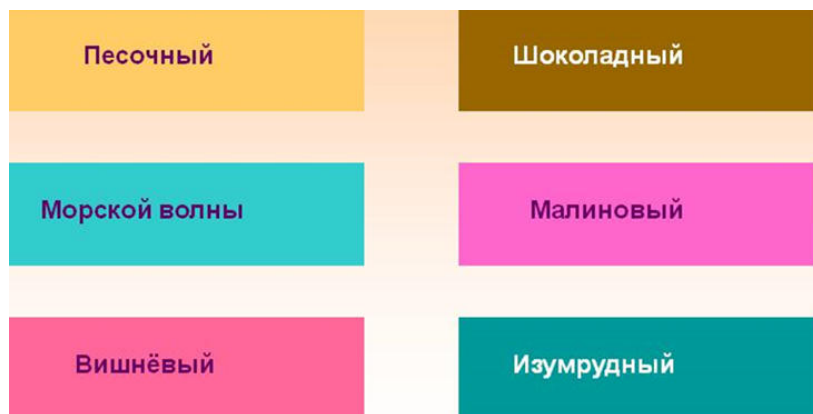 Песочный
Шоколадный
Морской волны
Малиновый
Вишнёвый
Изумрудный